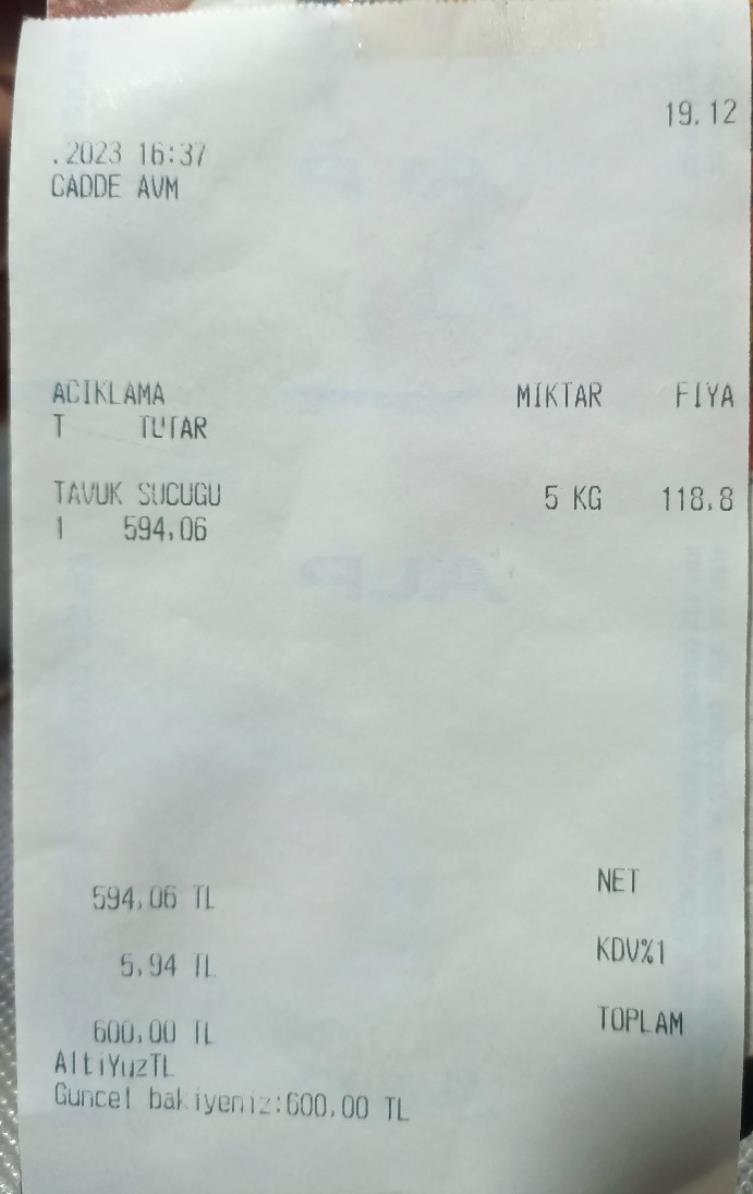 19.12
.2023 16:37
CADDE AVM
ACIKLAMA MIKTAR FIYA
T TUTAR
TAVUK SUCUGU 5 KG 118,8
1 594,06
NET
594,06 TL
KDV%1
5,94 TL
TOPLAM
600,00 TL
AltiYuzTL
Guncel bakiyeniz:600,00 TL
ALP